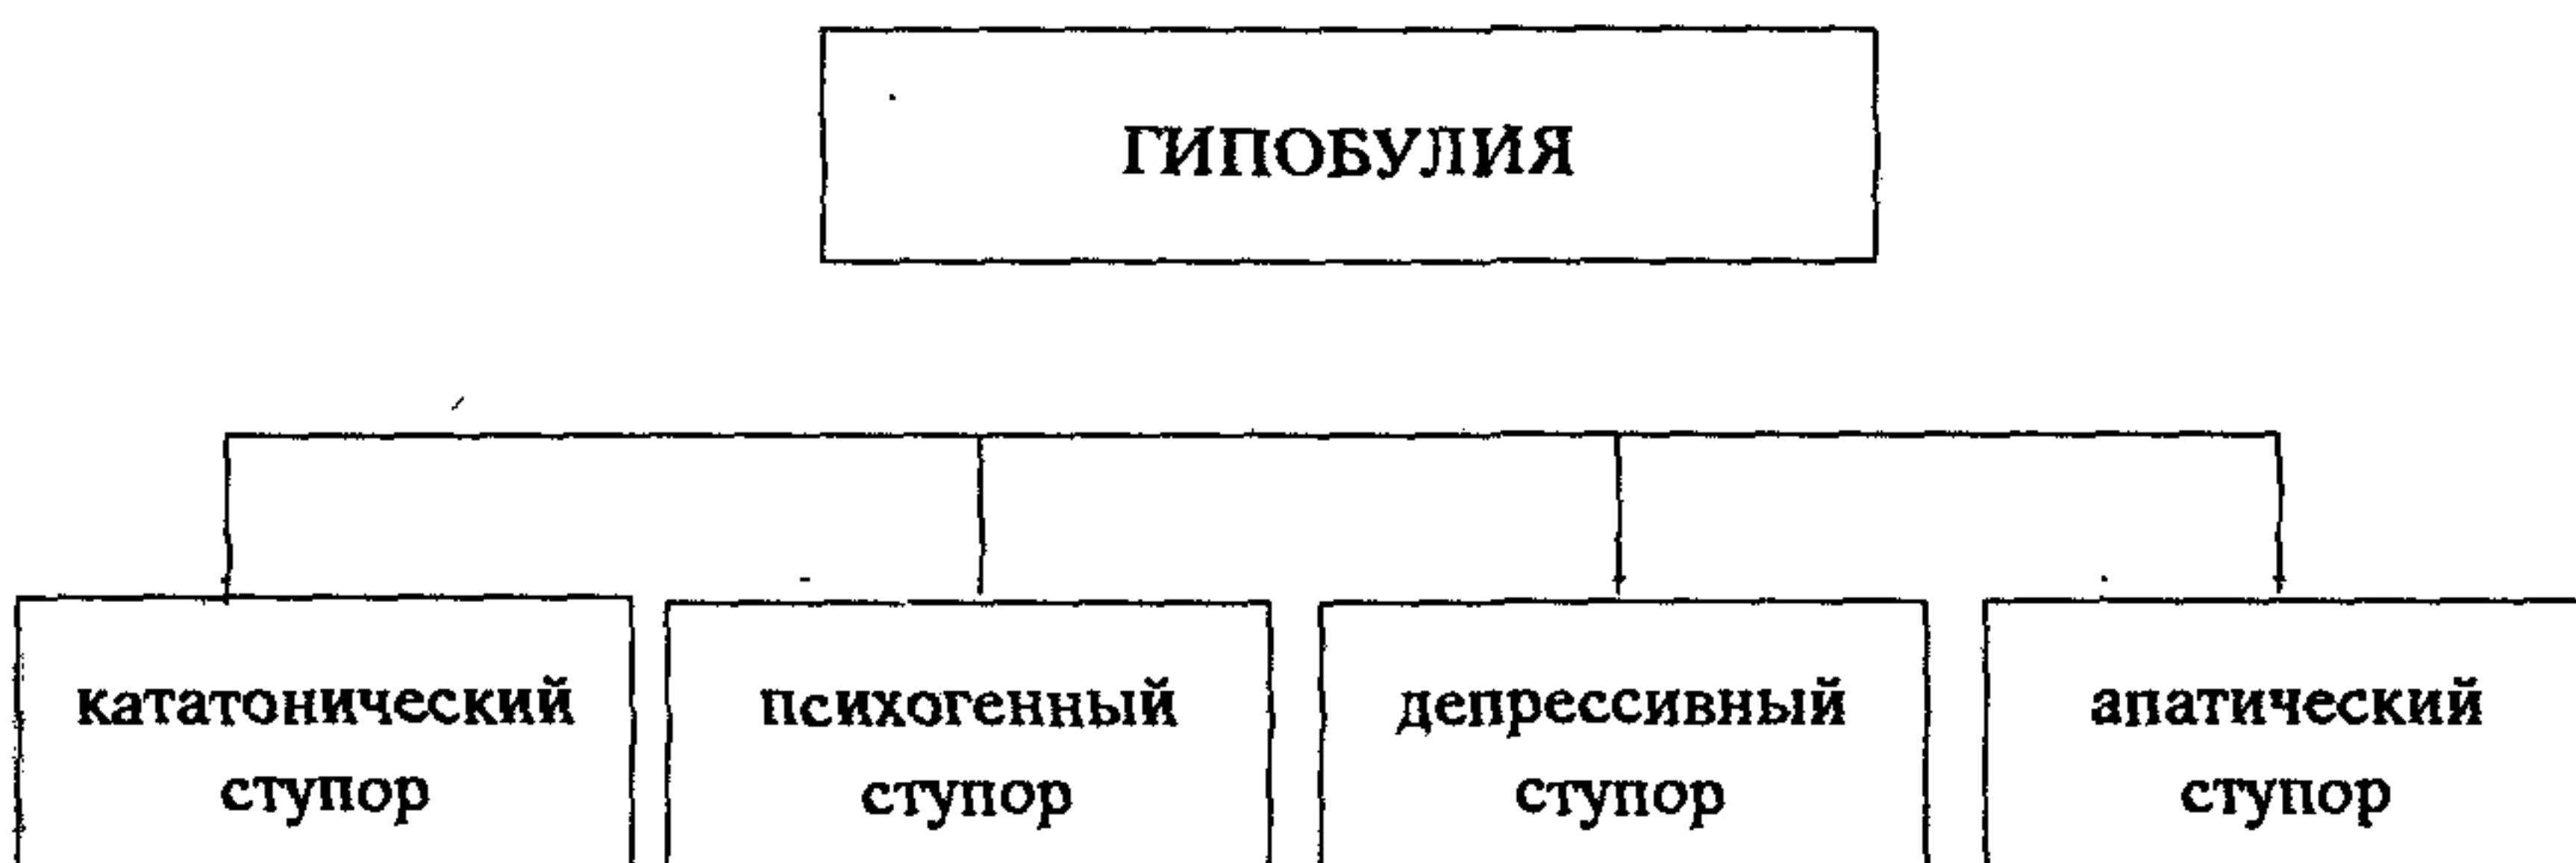 ГИПОБУЛИЯ
кататонический
ступор
психогенный
ступор
депрессивный
ступор
апатический
ступор